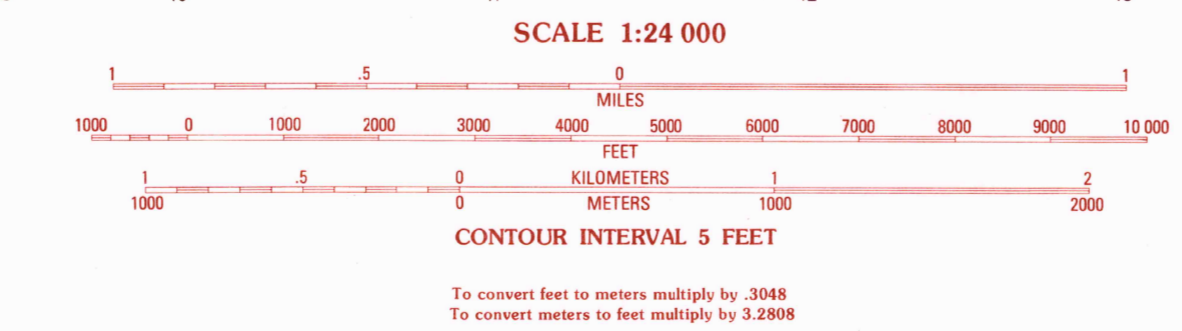 SCALE 1:24 000
1 .5 0 1
MILES
1000 0 1000 2000 3000 4000 5000 6000 7000 8000 9000 10 000
FEET
1 .5 0 KILOMETERS 1 2
1000 0 METERS 1000 2000
CONTOUR INTERVAL 5 FEET
To convert feet to meters multiply by .3048
To convert meters to feet multiply by 3.2808